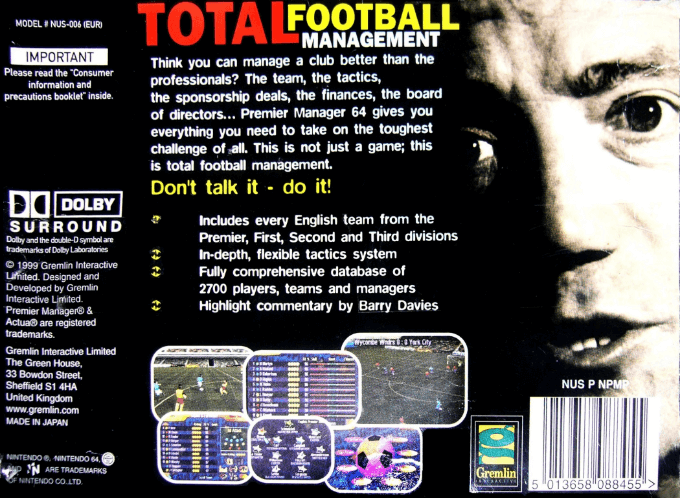 MODEL # NUS-006 (EUR)
IMPORTANT
Please read the "Consumer
information and
precautions booklet" inside.
DOLBY
SURROUND
Dolby and the double-D symbol are
trademarks of Dolby Laboratories
© 1999 Gremlin Interactive
Limited. Designed and
Developed by Gremlin
Interactive Limited.
Premier Manager® &
Actua® are registered
trademarks.
Gremlin Interactive Limited
The Green House,
33 Bowdon Street,
Sheffield S1 4HA
United Kingdom
www.gremlin.com
MADE IN JAPAN
NINTENDO ®, NINTENDO 64,
AND N ARE TRADEMARKS
OF NINTENDO CO., LTD.
TOTAL FOOTBALL
MANAGEMENT
Think you can manage a club better than the
professionals? The team, the tactics,
the sponsorship deals, the finances, the board
of directors... Premier Manager 64 gives you
everything you need to take on the toughest
challenge of all. This is not just a game; this
is total football management.
Don't talk it - do it!
Includes every English team from the
Premier, First, Second and Third divisions
In-depth, flexible tactics system
Fully comprehensive database of
2700 players, teams and managers
Highlight commentary by Barry Davies
Wycombe Wndrs 0 : 0 York City
Gremlin
INTERACTIVE
NUS P NPMP
5 013658 088455 >